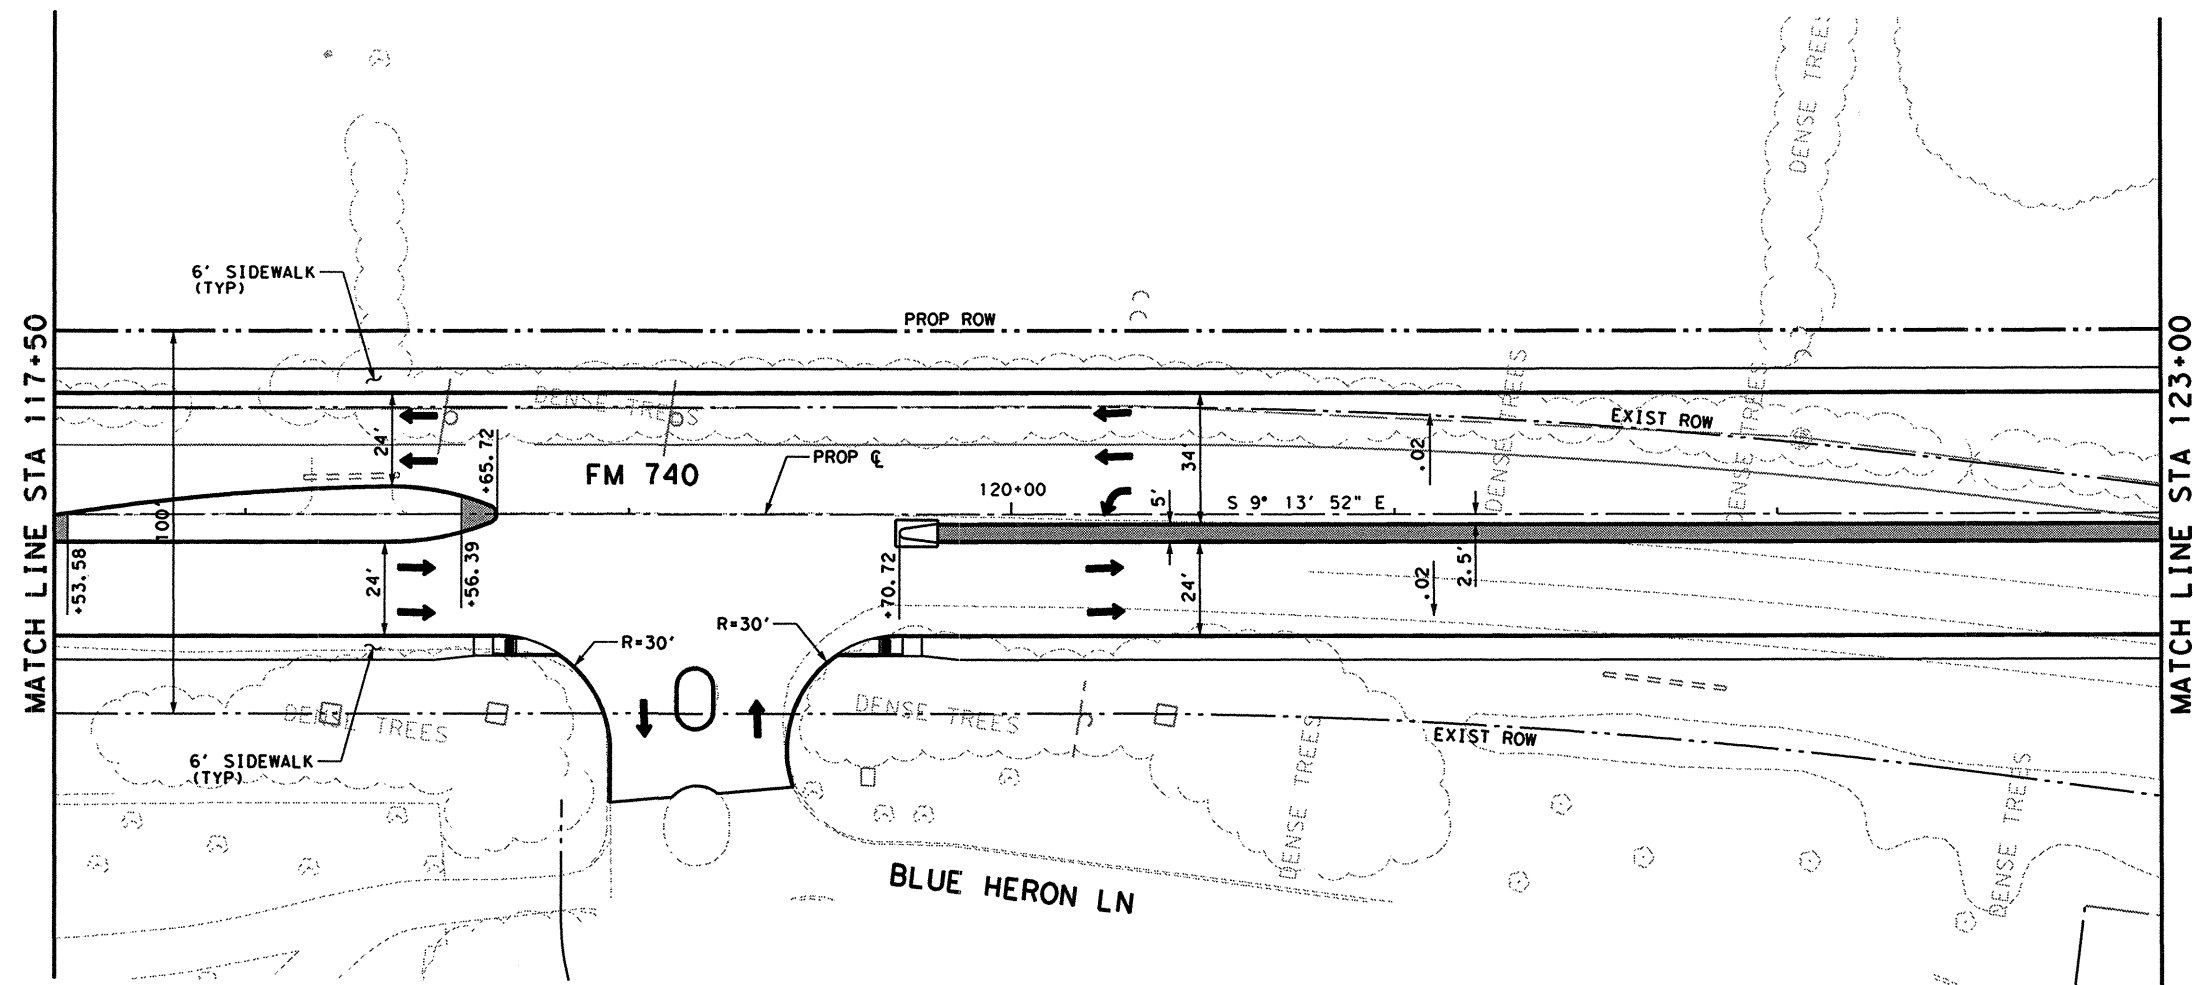 DENSE TREES
6' SIDEWALK
(TYP)
PROP ROW
MATCH LINE STA 117+50
MATCH LINE STA 123+00
100'
24'
DENSE TREES
+65.72
FM 740
PROP ℄
120+00
34'
5'
S 9° 13' 52" E
.02
DENSE TREES
EXIST ROW
DENSE TREES
+53.58
24'
+56.39
+70.72
24'
.02
2.5'
R=30'
R=30'
DENSE TREES
DENSE TREES
EXIST ROW
6' SIDEWALK
(TYP)
DENSE TREES
DENSE TREES
BLUE HERON LN